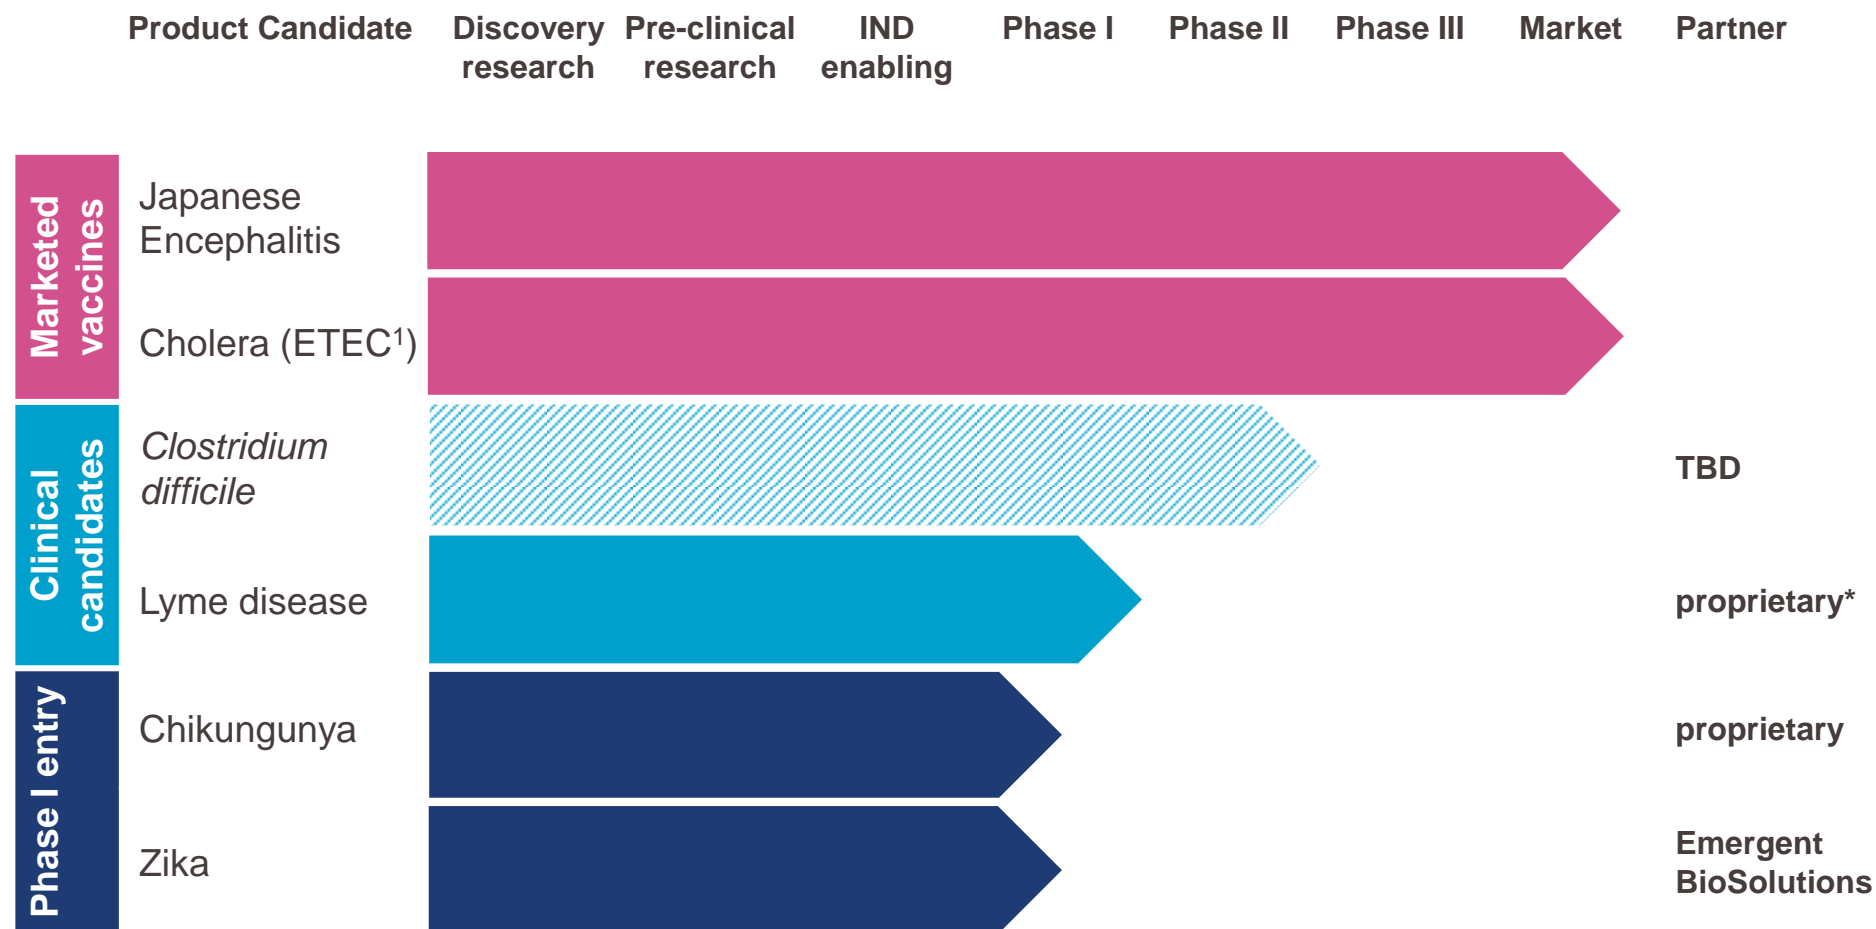 Product Candidate
Discovery
research
Pre-clinical
research
IND
enabling
Phase I
Phase II
Phase III
Market
Partner
Marketed
vaccines
Japanese
Encephalitis
Cholera (ETEC¹)
Clinical
candidates
Clostridium
difficile
TBD
Lyme disease
proprietary*
Phase I entry
Chikungunya
proprietary
Zika
Emergent
BioSolutions